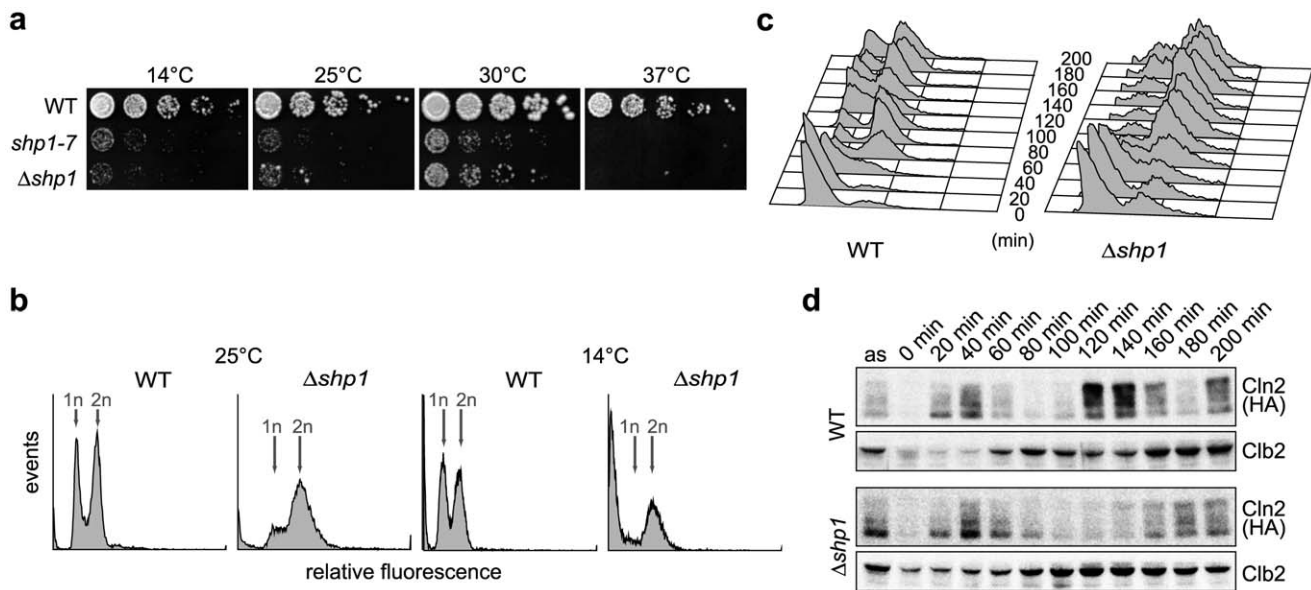 a
14°C 25°C 30°C 37°C
WT
shp1-7
Δshp1
b
25°C 14°C
WT Δshp1 WT Δshp1
1n 2n 1n 2n 1n 2n 1n 2n
events
relative fluorescence
c
200
180
160
140
120
100
80
60
40
20
0
(min)
WT Δshp1
d
as 0 min 20 min 40 min 60 min 80 min 100 min 120 min 140 min 160 min 180 min 200 min
WT
Cln2
(HA)
Clb2
Δshp1
Cln2
(HA)
Clb2